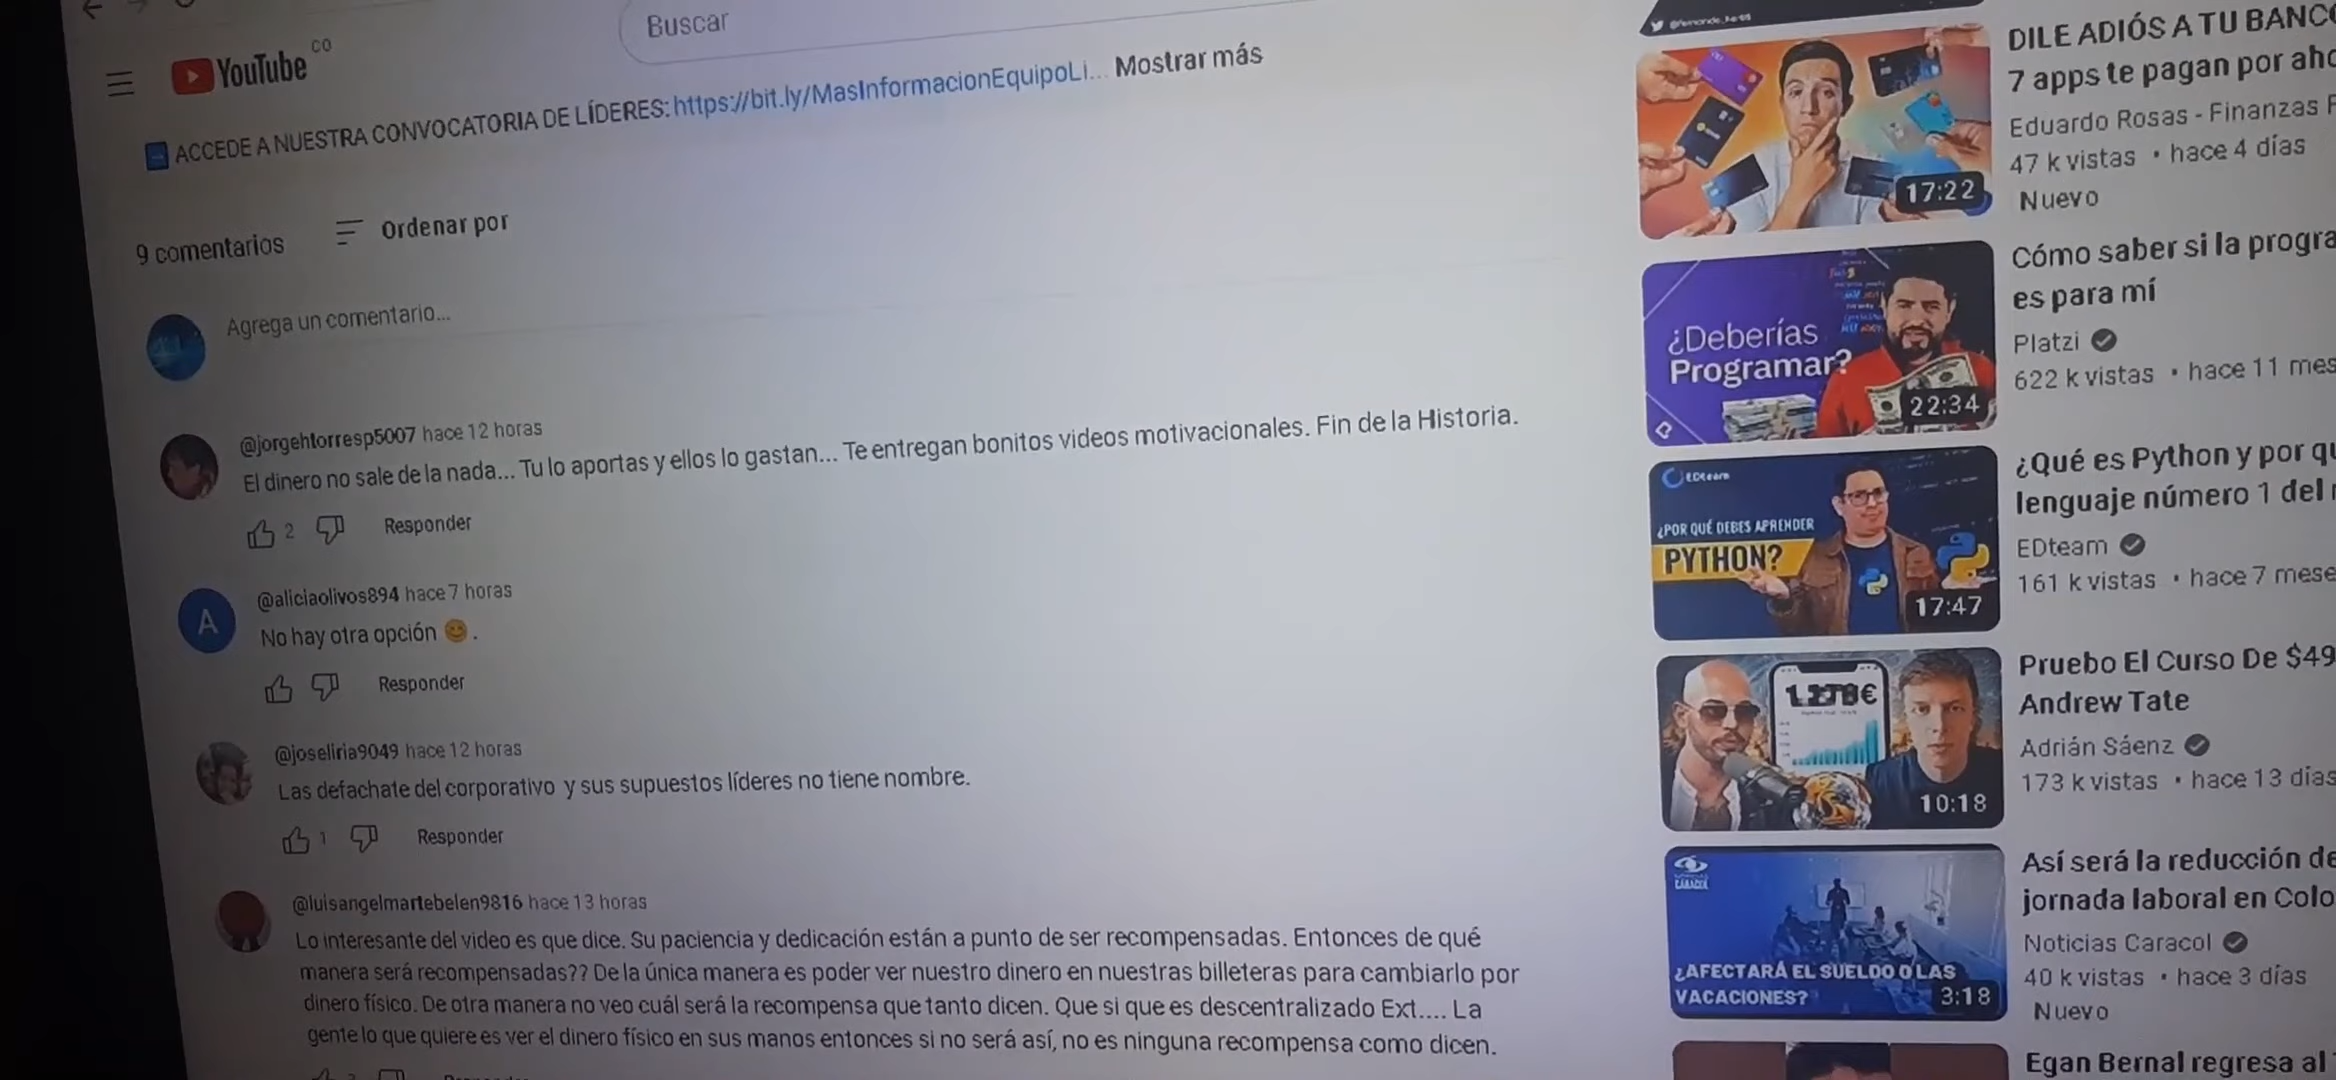 YouTube CO
Buscar
ACCEDE A NUESTRA CONVOCATORIA DE LÍDERES: https://bit.ly/MasInformacionEquipoLi... Mostrar más
9 comentarios
Ordenar por
Agrega un comentario...
@jorgehtorresp5007 hace 12 horas
El dinero no sale de la nada... Tu lo aportas y ellos lo gastan... Te entregan bonitos videos motivacionales. Fin de la Historia.
2
Responder
A
@aliciaolivos894 hace 7 horas
No hay otra opción 😊.
Responder
@joseliria9049 hace 12 horas
Las defachate del corporativo y sus supuestos líderes no tiene nombre.
1
Responder
@luisangelmartebelen9816 hace 13 horas
Lo interesante del video es que dice. Su paciencia y dedicación están a punto de ser recompensadas. Entonces de qué
manera será recompensadas?? De la única manera es poder ver nuestro dinero en nuestras billeteras para cambiarlo por
dinero físico. De otra manera no veo cuál será la recompensa que tanto dicen. Que si que es descentralizado Ext.... La
gente lo que quiere es ver el dinero físico en sus manos entonces si no será así, no es ninguna recompensa como dicen.
17:22
DILE ADIÓS A TU BANCO
7 apts te pagan por aho
Eduardo Rosas - Finanzas
47 k vistas • hace 4 días
Nuevo
¿Deberías
Programar?
22:34
Cómo saber si la progra
es para mí
Platzi
622 k vistas • hace 11 mes
EDteam
¿POR QUÉ DEBES APRENDER
PYTHON?
17:47
¿Qué es Python y por qu
lenguaje número 1 del
EDteam
161 k vistas • hace 7 mese
10:18
Pruebo El Curso De $49
Andrew Tate
Adrián Sáenz
173 k vistas • hace 13 días
CARACOL
¿AFECTARÁ EL SUELDO O LAS
VACACIONES?
3:18
Así será la reducción de
jornada laboral en Colo
Noticias Caracol
40 k vistas • hace 3 días
Nuevo
Egan Bernal regresa al